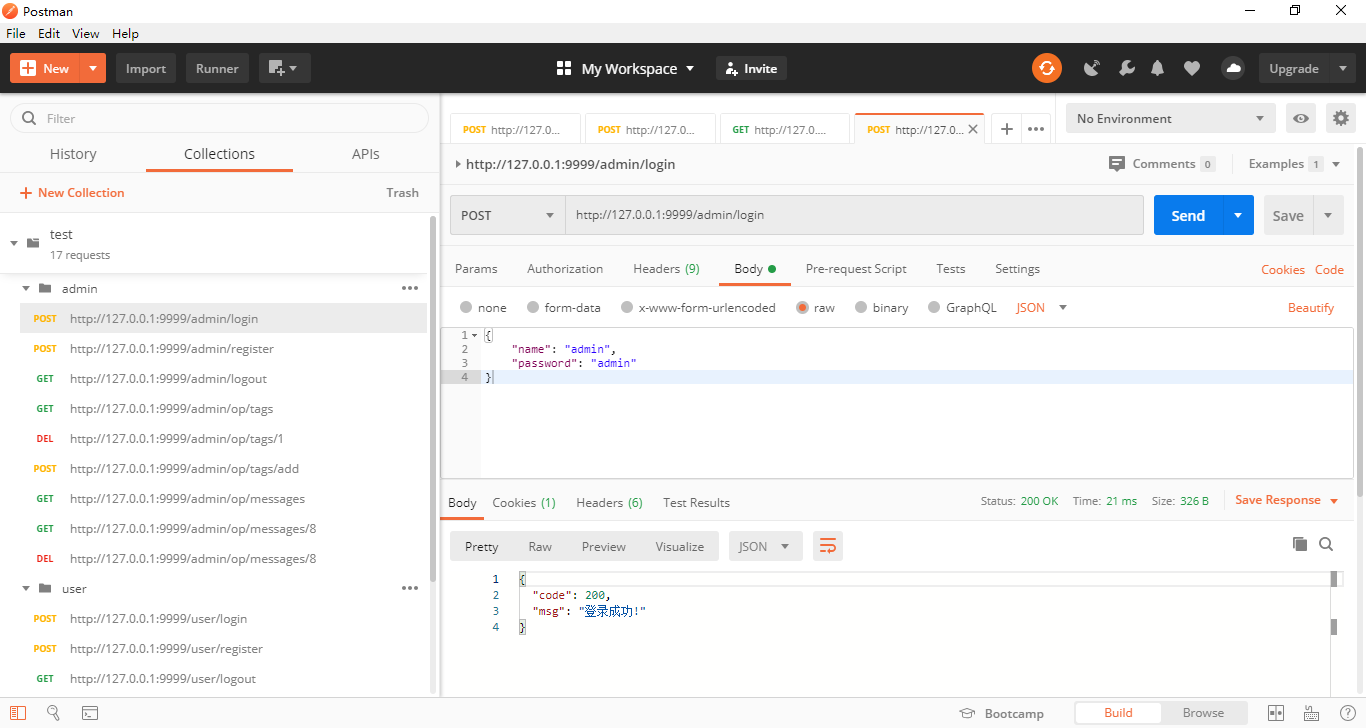 Postman
File Edit View Help
New Import Runner My Workspace Invite Upgrade
Filter
History Collections APIs
New Collection Trash
test
17 requests
admin
POST http://127.0.0.1:9999/admin/login
POST http://127.0.0.1:9999/admin/register
GET http://127.0.0.1:9999/admin/logout
GET http://127.0.0.1:9999/admin/op/tags
DEL http://127.0.0.1:9999/admin/op/tags/1
POST http://127.0.0.1:9999/admin/op/tags/add
GET http://127.0.0.1:9999/admin/op/messages
GET http://127.0.0.1:9999/admin/op/messages/8
DEL http://127.0.0.1:9999/admin/op/messages/8
user
POST http://127.0.0.1:9999/user/login
POST http://127.0.0.1:9999/user/register
GET http://127.0.0.1:9999/user/logout
POST http://127.0... POST http://127.0... GET http://127.0.... POST http://127.0... No Environment
http://127.0.0.1:9999/admin/login Comments 0 Examples 1
POST http://127.0.0.1:9999/admin/login Send Save
Params Authorization Headers (9) Body Pre-request Script Tests Settings Cookies Code
none form-data x-www-form-urlencoded raw binary GraphQL JSON Beautify
1 {
2 "name": "admin",
3 "password": "admin"
4 }
Body Cookies (1) Headers (6) Test Results Status: 200 OK Time: 21 ms Size: 326 B Save Response
Pretty Raw Preview Visualize JSON
1 {
2 "code": 200,
3 "msg": "登录成功!"
4 }
Bootcamp Build Browse